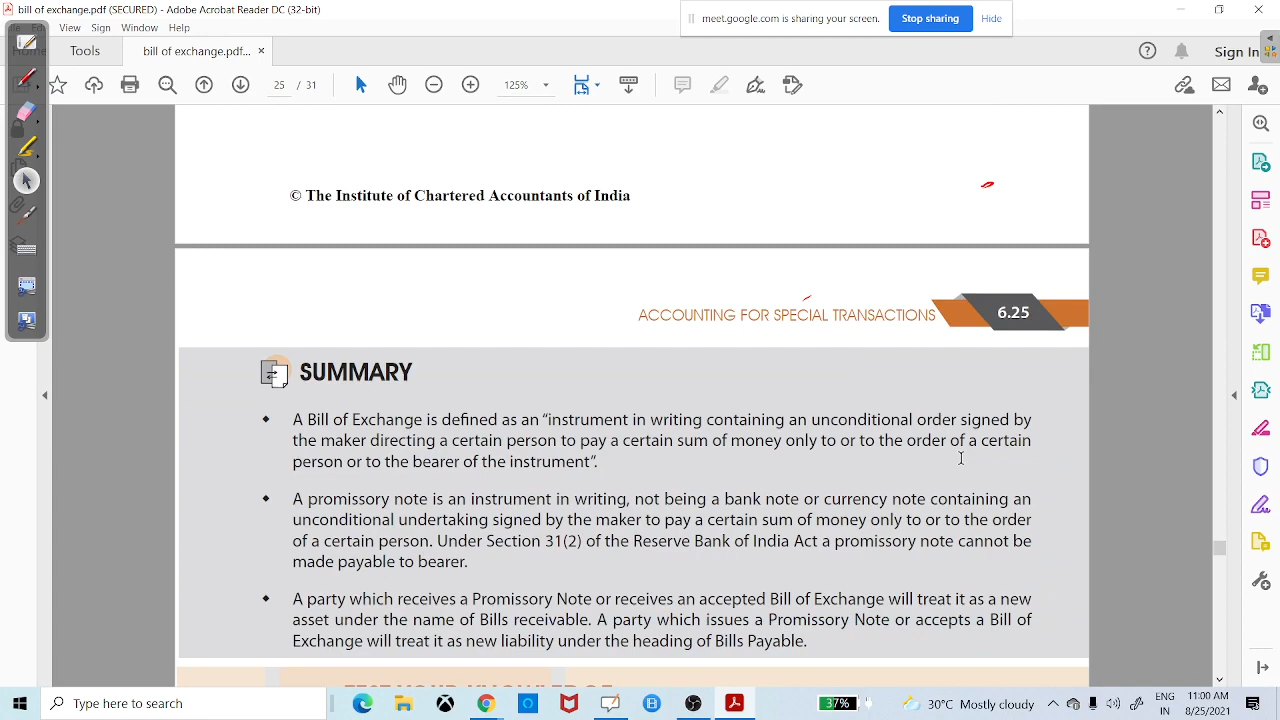 bill of exchange.pdf (SECURED) - Adobe Acrobat Reader DC (32-bit)
meet.google.com is sharing your screen. Stop sharing Hide
View Sign Window Help
Tools bill of exchange.pdf... × Sign In
25 / 31 125%
© The Institute of Chartered Accountants of India
ACCOUNTING FOR SPECIAL TRANSACTIONS 6.25
SUMMARY
A Bill of Exchange is defined as an “instrument in writing containing an unconditional order signed by
the maker directing a certain person to pay a certain sum of money only to or to the order of a certain
person or to the bearer of the instrument”.
A promissory note is an instrument in writing, not being a bank note or currency note containing an
unconditional undertaking signed by the maker to pay a certain sum of money only to or to the order
of a certain person. Under Section 31(2) of the Reserve Bank of India Act a promissory note cannot be
made payable to bearer.
A party which receives a Promissory Note or receives an accepted Bill of Exchange will treat it as a new
asset under the name of Bills receivable. A party which issues a Promissory Note or accepts a Bill of
Exchange will treat it as new liability under the heading of Bills Payable.
Type here to search 37% 30°C Mostly cloudy ENG 11:00 AM
IN 8/25/2021